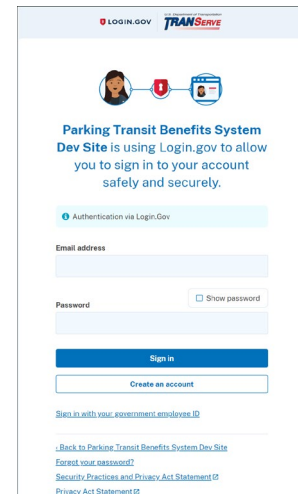 LOGIN.GOV
U.S. Department of Transportation
TRANSERVE
Parking Transit Benefits System
Dev Site is using Login.gov to allow
you to sign in to your account
safely and securely.
Authentication via Login.Gov
Email address
Show password
Password
Sign in
Create an account
Sign in with your government employee ID
‹ Back to Parking Transit Benefits System Dev Site
Forgot your password?
Security Practices and Privacy Act Statement
Privacy Act Statement